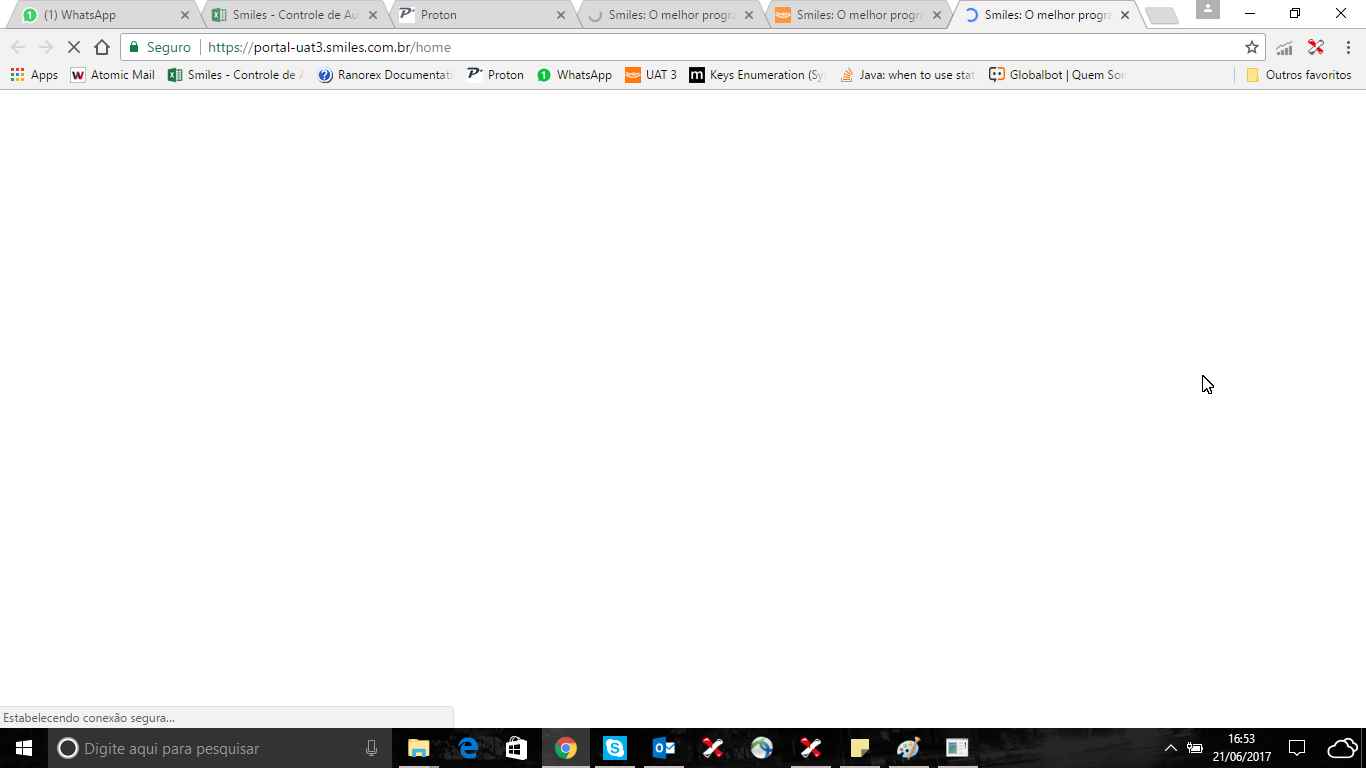 (1) WhatsApp
Smiles - Controle de Au
Proton
Smiles: O melhor progra
Smiles: O melhor progra
Smiles: O melhor progra
Seguro
https://portal-uat3.smiles.com.br/home
Apps
Atomic Mail
Smiles - Controle de A
Ranorex Documentati
Proton
WhatsApp
UAT 3
Keys Enumeration (Sy
Java: when to use stat
Globalbot | Quem Som
Outros favoritos
Estabelecendo conexão segura...
Digite aqui para pesquisar
16:53
21/06/2017